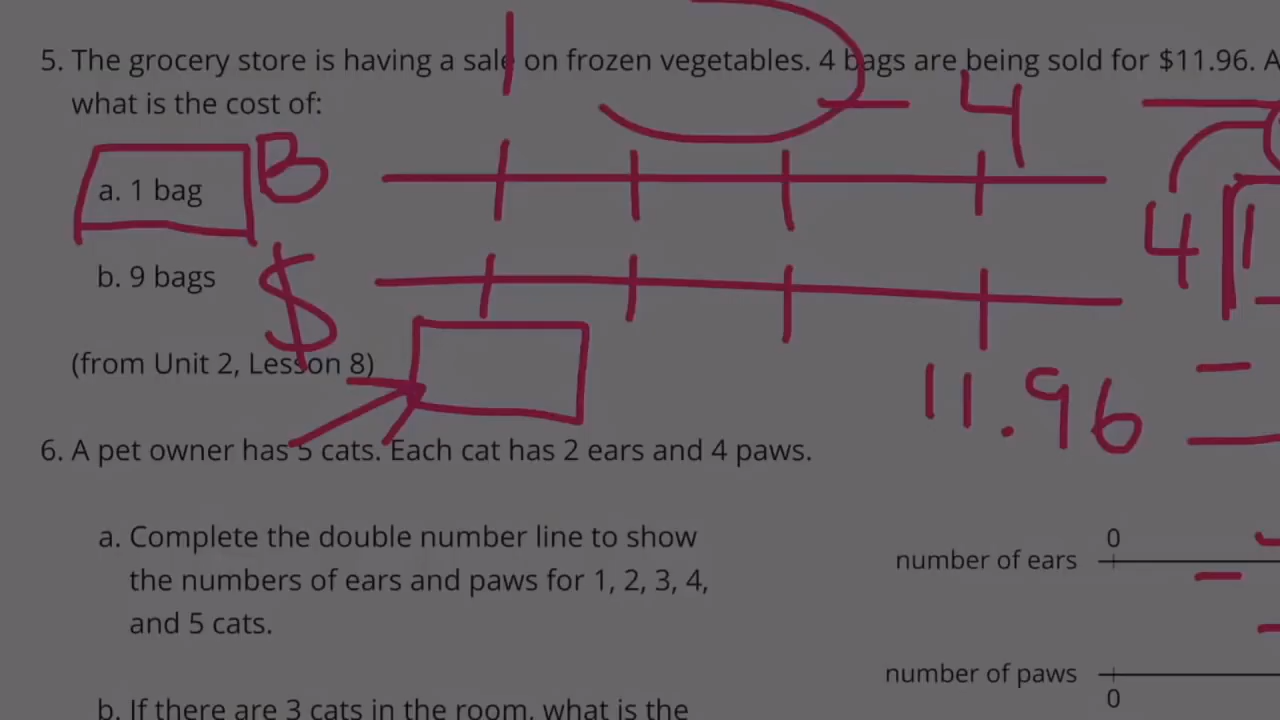 5. The grocery store is having a sale on frozen vegetables. 4 bags are being sold for $11.96. A
what is the cost of:
1
4
a. 1 bag
B
4
b. 9 bags
$
(from Unit 2, Lesson 8)
11.96
6. A pet owner has 5 cats. Each cat has 2 ears and 4 paws.
a. Complete the double number line to show
the numbers of ears and paws for 1, 2, 3, 4,
and 5 cats.
0
number of ears
number of paws
0
b. If there are 3 cats in the room, what is the